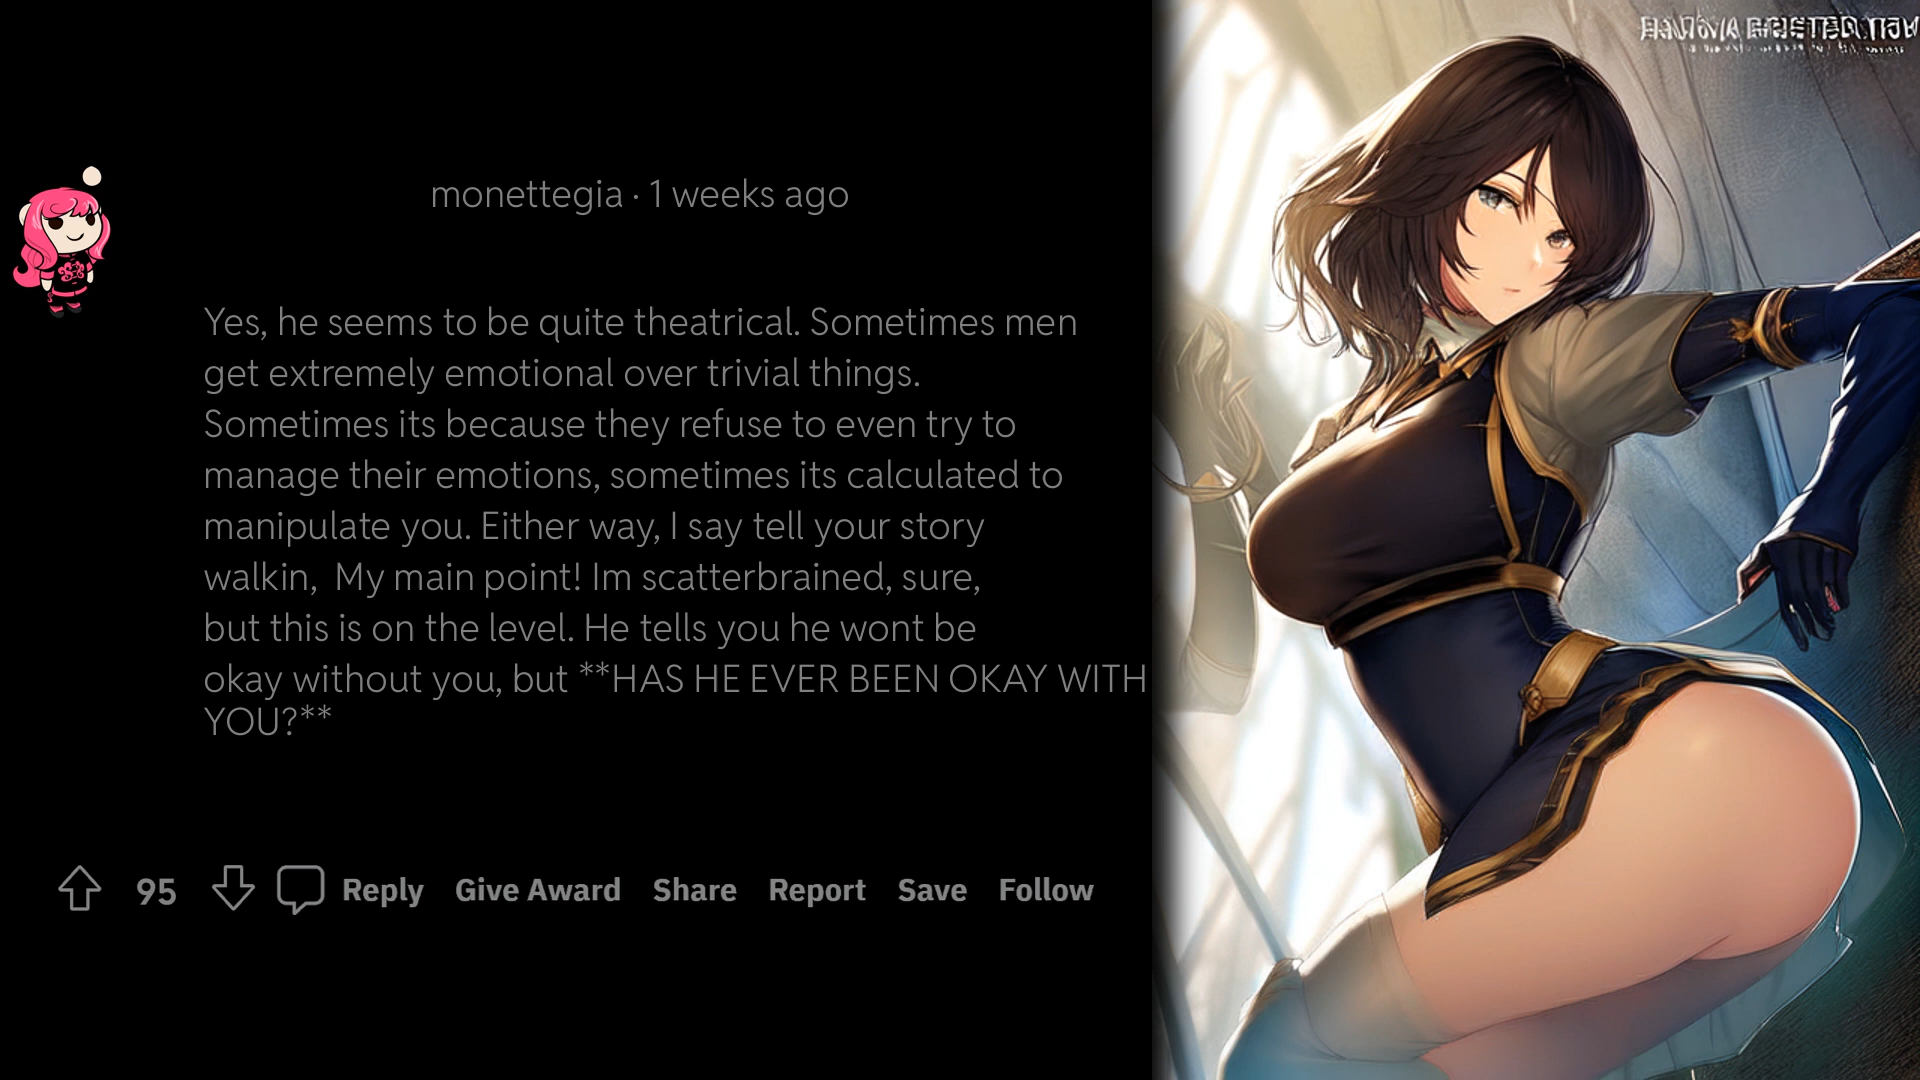 monettegia · 1 weeks ago
Yes, he seems to be quite theatrical. Sometimes men
get extremely emotional over trivial things.
Sometimes its because they refuse to even try to
manage their emotions, sometimes its calculated to
manipulate you. Either way, I say tell your story
walkin,  My main point! Im scatterbrained, sure,
but this is on the level. He tells you he wont be
okay without you, but **HAS HE EVER BEEN OKAY WITH
YOU?**
95 Reply Give Award Share Report Save Follow